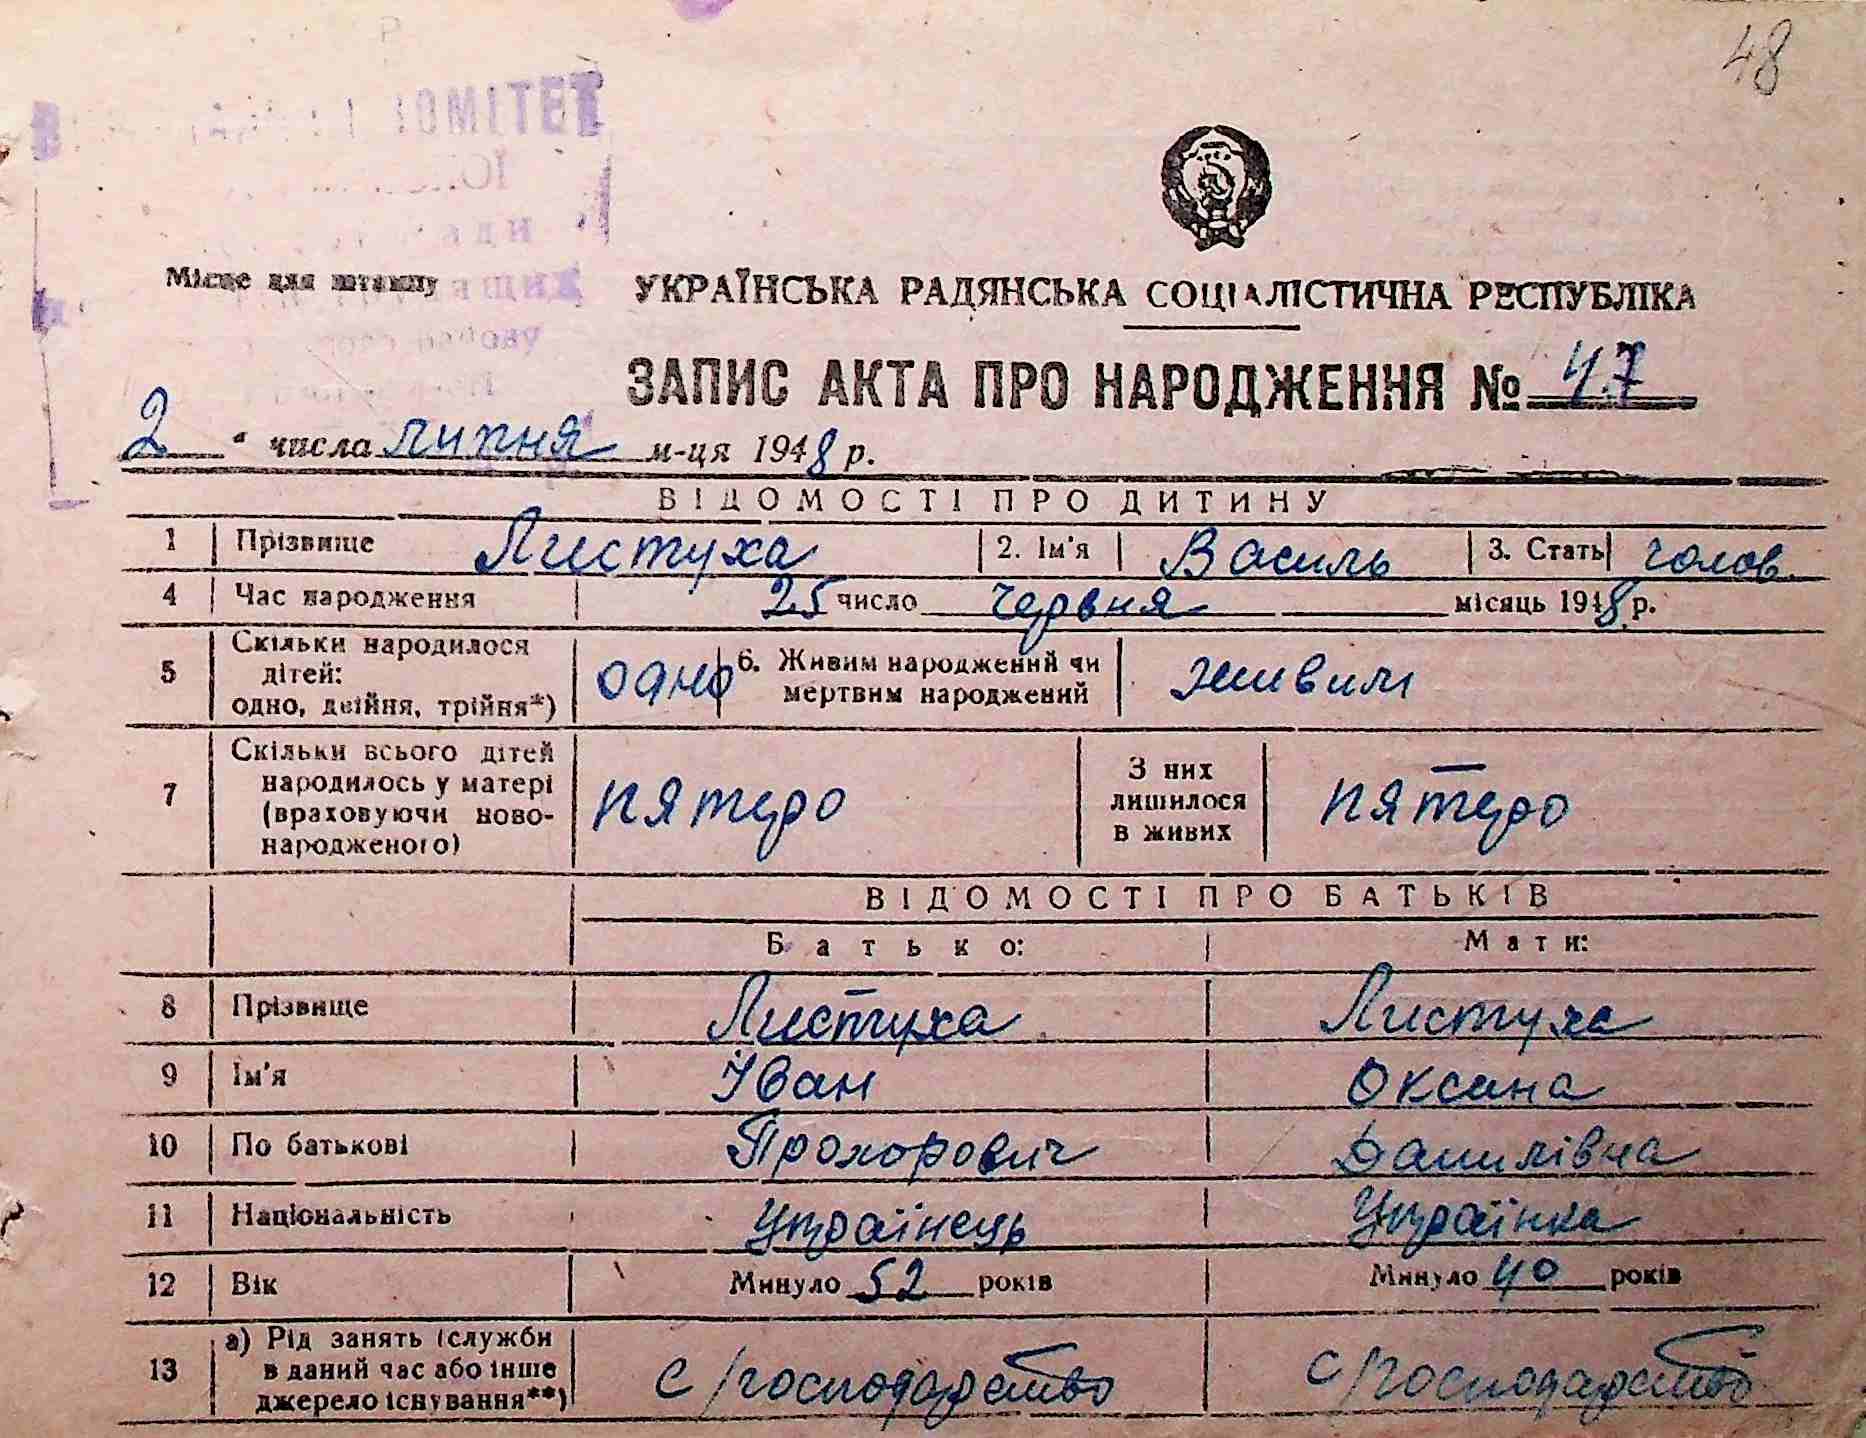 48
КОМІТЕТ
Місце для штампу
УКРАЇНСЬКА РАДЯНСЬКА СОЦІАЛІСТИЧНА РЕСПУБЛІКА
ЗАПИС АКТА ПРО НАРОДЖЕННЯ № 47
2 " числа липня м-ця 1948 р.
ВІДОМОСТІ ПРО ДИТИНУ
1 Прізвище Листуха 2. Ім'я Василь 3. Стать чолов.
4 Час народження 25 число червня місяць 1948 р.
5 Скільки народилося дітей: одно, двійня, трійня*) одно 6. Живим народжений чи мертвим народжений живим
7 Скільки всього дітей народилось у матері (враховуючи ново-народженого) пятеро З них лишилося в живих пятеро
ВІДОМОСТІ ПРО БАТЬКІВ
Батько: Мати:
8 Прізвище Листуха Листуха
9 Ім'я Іван Оксана
10 По батькові Прохорович Данилівна
11 Національність Українець Українка
12 Вік Минуло 52 років Минуло 40 років
13 а) Рід занять (служби в даний час або інше джерело існування**) с/господарство с/господарство